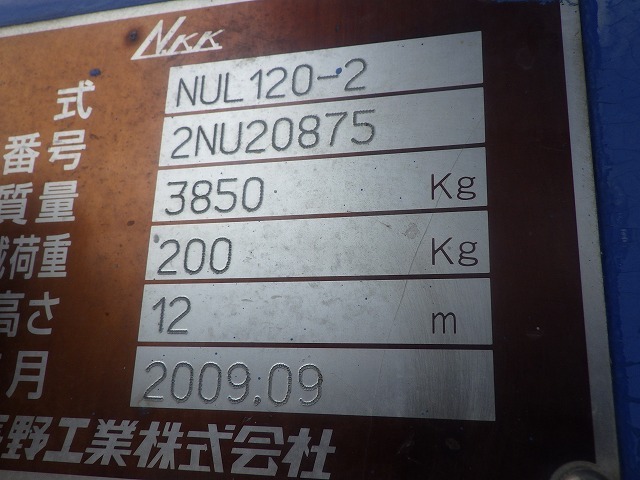 N.K.K.
式 NUL120-2
番号 2NU20875
質量 3850 Kg
荷重 200 Kg
高さ 12 m
月 2009.09
野工業株式会社